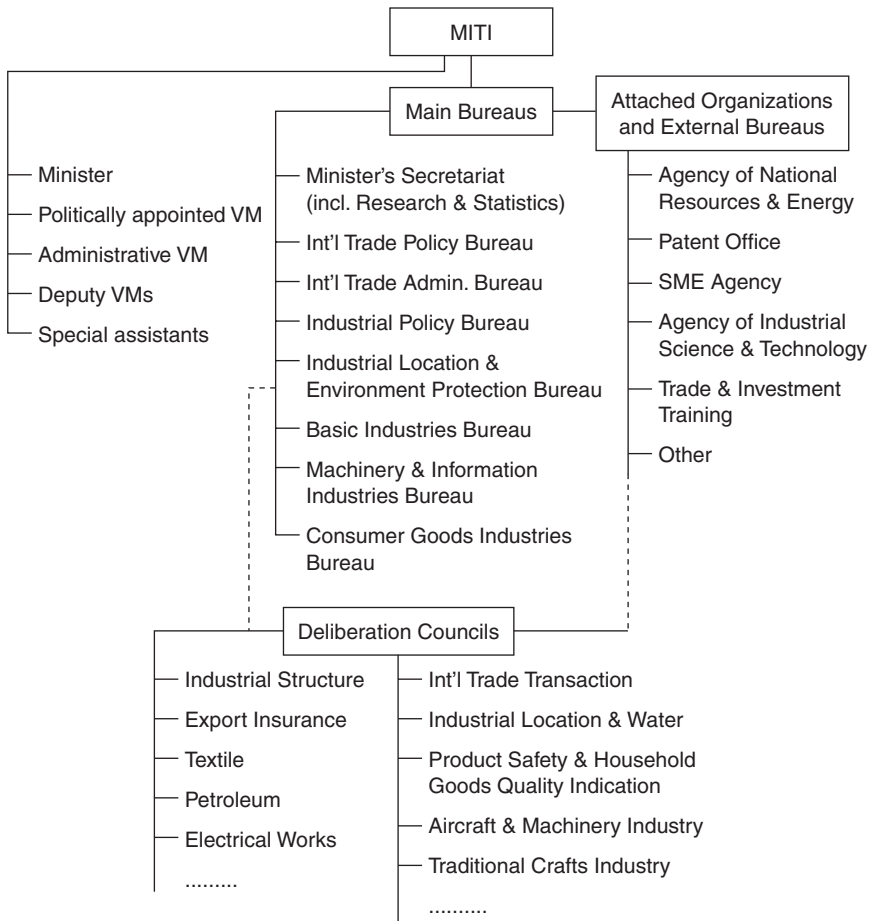 MITI
Main Bureaus
Attached Organizations
and External Bureaus
Minister
Politically appointed VM
Administrative VM
Deputy VMs
Special assistants
Minister’s Secretariat
(incl. Research & Statistics)
Int’l Trade Policy Bureau
Int’l Trade Admin. Bureau
Industrial Policy Bureau
Industrial Location &
Environment Protection Bureau
Basic Industries Bureau
Machinery & Information
Industries Bureau
Consumer Goods Industries
Bureau
Agency of National
Resources & Energy
Patent Office
SME Agency
Agency of Industrial
Science & Technology
Trade & Investment
Training
Other
Deliberation Councils
Industrial Structure
Export Insurance
Textile
Petroleum
Electrical Works
.........
Int’l Trade Transaction
Industrial Location & Water
Product Safety & Household
Goods Quality Indication
Aircraft & Machinery Industry
Traditional Crafts Industry
..........